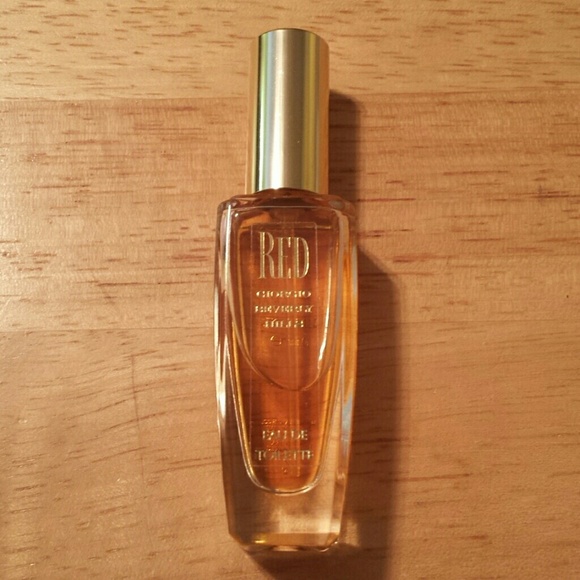 RED
GIORGIO
BEVERLY
HILLS
EAU DE
TOILETTE